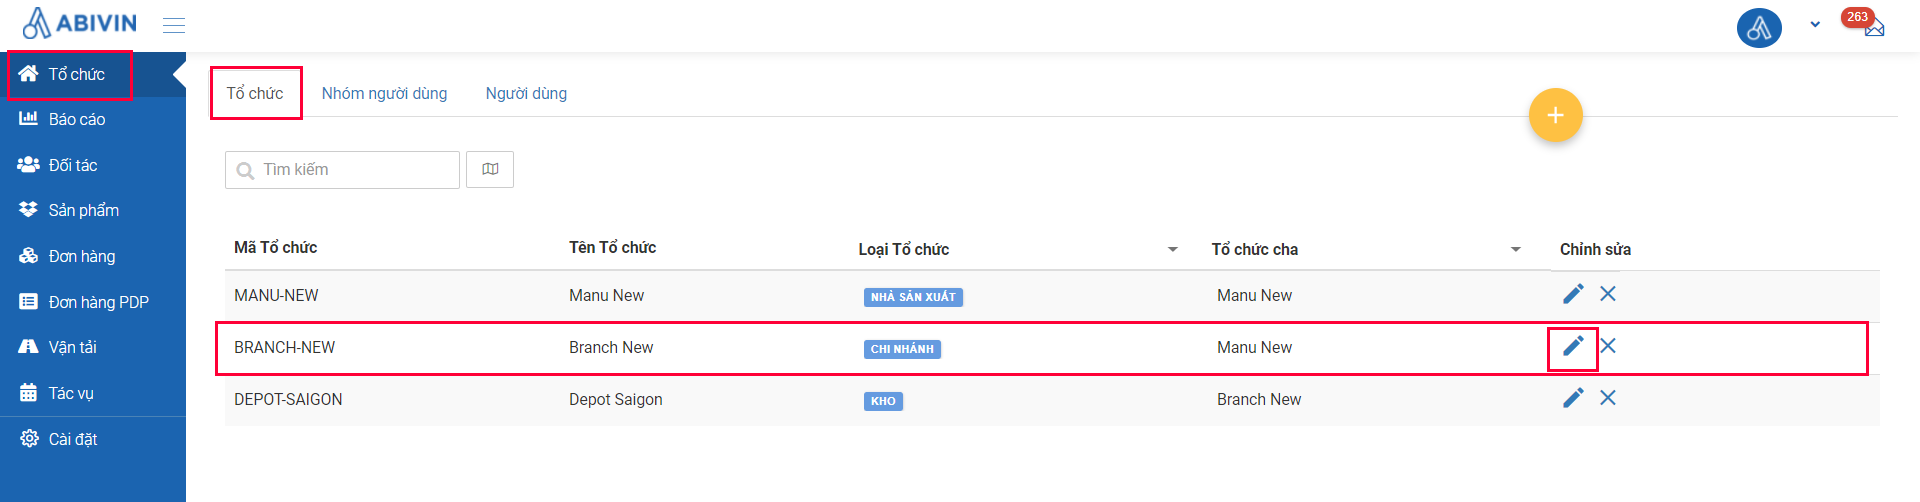 ABIVIN
263
Tổ chức
Báo cáo
Đối tác
Sản phẩm
Đơn hàng
Đơn hàng PDP
Vận tải
Tác vụ
Cài đặt
Tổ chức Nhóm người dùng Người dùng
+
Tìm kiếm
Mã Tổ chức Tên Tổ chức Loại Tổ chức Tổ chức cha Chỉnh sửa
MANU-NEW Manu New NHÀ SẢN XUẤT Manu New
BRANCH-NEW Branch New CHI NHÁNH Manu New
DEPOT-SAIGON Depot Saigon KHO Branch New